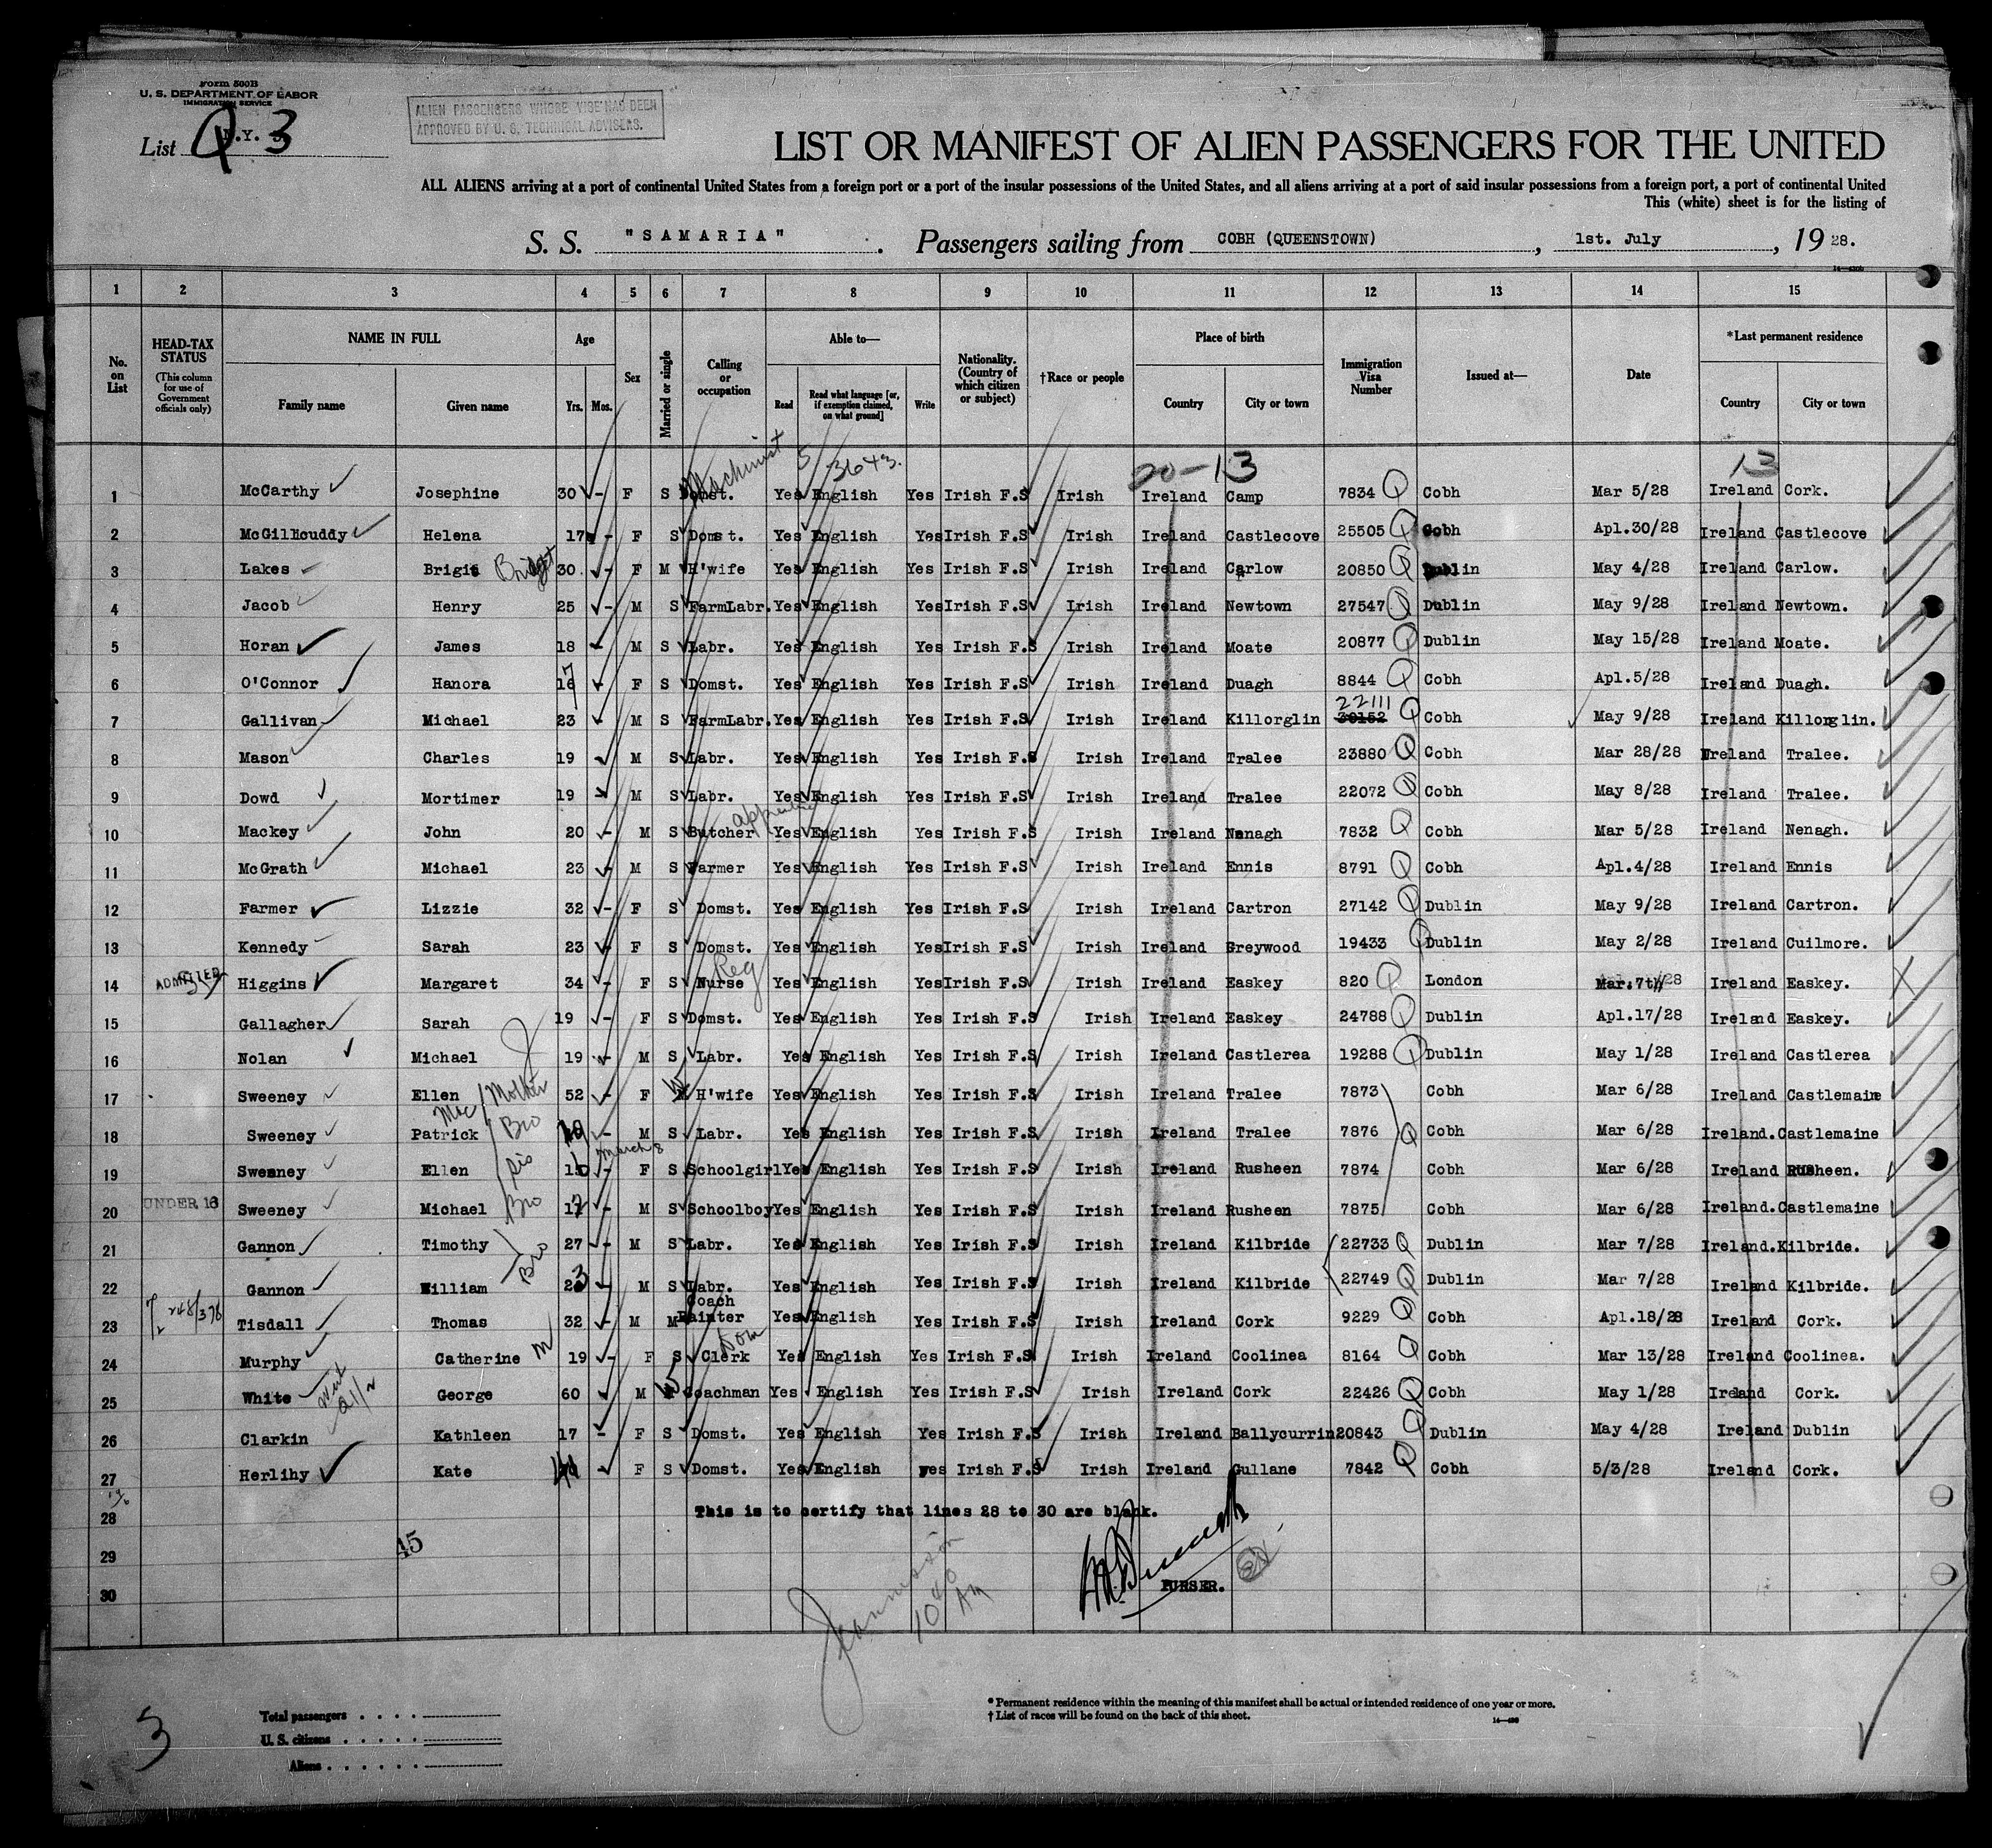 Form 500B
U. S. DEPARTMENT OF LABOR
IMMIGRATION SERVICE
List Q N.Y. 3
ALIEN PASSENGERS WHOSE VISE HAS BEEN
APPROVED BY U. S. TECHNICAL ADVISERS.
LIST OR MANIFEST OF ALIEN PASSENGERS FOR THE UNITED
ALL ALIENS arriving at a port of continental United States from a foreign port or a port of the insular possessions of the United States, and all aliens arriving at a port of said insular possessions from a foreign port, a port of continental United
This (white) sheet is for the listing of
S. S. "SAMARIA". Passengers sailing from COBH (QUEENSTOWN), 1st. July, 1928.
1 2 3 4 5 6 7 8 9 10 11 12 13 14 15
No. on List
HEAD-TAX STATUS
(This column for use of Government officials only)
NAME IN FULL
Family name Given name
Age
Yrs. Mos.
Sex
Married or single
Calling or occupation
Able to—
Read
Read what language [or, if exemption claimed, on what ground]
Write
Nationality. (Country of which citizen or subject)
†Race or people
Place of birth
Country City or town
Immigration Visa Number
Issued at—
Date
*Last permanent residence
Country City or town
Machinist 5 3643. 20-13 13
1 McCarthy Josephine 30 - F S Domst. Yes English Yes Irish F.S Irish Ireland Camp 7834 Q Cobh Mar 5/28 Ireland Cork.
2 McGillcuddy Helena 17 - F S Domst. Yes English Yes Irish F.S Irish Ireland Castlecove 25505 Q Cobh Apl.30/28 Ireland Castlecove
3 Lakes Brigit Bridget 30 - F M H'wife Yes English Yes Irish F.S Irish Ireland Carlow 20850 Q Dublin May 4/28 Ireland Carlow.
4 Jacob Henry 25 - M S FarmLabr. Yes English Yes Irish F.S Irish Ireland Newtown 27547 Q Dublin May 9/28 Ireland Newtown.
5 Horan James 18 - M S Labr. Yes English Yes Irish F.S Irish Ireland Moate 20877 Q Dublin May 15/28 Ireland Moate.
6 O'Connor Hanora 17 - F S Domst. Yes English Yes Irish F.S Irish Ireland Duagh 8844 Q Cobh Apl.5/28 Ireland Duagh.
7 Gallivan Michael 23 - M S FarmLabr. Yes English Yes Irish F.S Irish Ireland Killorglin 30152 22111 Q Cobh May 9/28 Ireland Killorglin.
8 Mason Charles 19 - M S Labr. Yes English Yes Irish F.S Irish Ireland Tralee 23880 Q Cobh Mar 28/28 Ireland Tralee.
9 Dowd Mortimer 19 - M S Labr. Yes English Yes Irish F.S Irish Ireland Tralee 22072 Q Cobh May 8/28 Ireland Tralee.
10 Mackey John 20 - M S Butcher apprentice Yes English Yes Irish F.S Irish Ireland Nenagh 7832 Q Cobh Mar 5/28 Ireland Nenagh.
11 McGrath Michael 23 - M S Farmer Yes English Yes Irish F.S Irish Ireland Ennis 8791 Q Cobh Apl.4/28 Ireland Ennis
12 Farmer Lizzie 32 - F S Domst. Yes English Yes Irish F.S Irish Ireland Cartron 27142 Q Dublin May 9/28 Ireland Cartron.
13 Kennedy Sarah 23 - F S Domst. Yes English Yes Irish F.S Irish Ireland Greywood 19433 Q Dublin May 2/28 Ireland Cuilmore.
14 ADMITTED Higgins Margaret 34 - F S Reg Nurse Yes English Yes Irish F.S Irish Ireland Easkey 820 Q London Mar.7th/28 Ireland Easkey. X
15 Gallagher Sarah 19 - F S Domst. Yes English Yes Irish F.S Irish Ireland Easkey 24788 Q Dublin Apl.17/28 Ireland Easkey.
16 Nolan Michael 19 - M S Labr. Yes English Yes Irish F.S Irish Ireland Castlerea 19288 Q Dublin May 1/28 Ireland Castlerea
17 Sweeney Ellen Mother 52 - F W H'wife Yes English Yes Irish F.S Irish Ireland Tralee 7873 Cobh Mar 6/28 Ireland Castlemaine
18 Sweeney Patrick Bro - M S Labr. Yes English Yes Irish F.S Irish Ireland Tralee 7876 Q Cobh Mar 6/28 Ireland. Castlemaine
19 Sweeney Ellen Sis 15 - March 8 F S Schoolgirl Yes English Yes Irish F.S Irish Ireland Rusheen 7874 Cobh Mar 6/28 Ireland Rusheen.
20 UNDER 16 Sweeney Michael Bro - M S Schoolboy Yes English Yes Irish F.S Irish Ireland Rusheen 7875 Cobh Mar 6/28 Ireland. Castlemaine
21 Gannon Timothy Bro 27 - M S Labr. Yes English Yes Irish F.S Irish Ireland Kilbride 22733 Q Dublin Mar 7/28 Ireland. Kilbride.
22 Gannon William 23 - M S Labr. Yes English Yes Irish F.S Irish Ireland Kilbride 22749 Q Dublin Mar 7/28 Ireland Kilbride.
23 Tisdall Thomas 32 - M M Coach Painter Yes English Yes Irish F.S Irish Ireland Cork 9229 Q Cobh Apl.18/28 Ireland Cork.
24 Murphy Catherine M 19 - F S Clerk Dom Yes English Yes Irish F.S Irish Ireland Coolinea 8164 Q Cobh Mar 13/28 Ireland Coolinea.
25 White George 60 M W Coachman Yes English Yes Irish F.S Irish Ireland Cork 22426 Q Cobh May 1/28 Ireland Cork.
26 Clarkin Kathleen 17 - F S Domst. Yes English Yes Irish F.S Irish Ireland Ballycurrin 20843 Q Dublin May 4/28 Ireland Dublin
27 Herlihy Kate - F S Domst. Yes English yes Irish F.S Irish Ireland Gullane 7842 Q Cobh 5/3/28 Ireland Cork.
28 This is to certify that lines 28 to 30 are blank.
29 45
30 PURSER.
1040 AM
*Permanent residence within the meaning of this manifest shall be actual or intended residence of one year or more.
†List of races will be found on the back of this sheet.
Total passengers
U. S. citizens
Aliens
3